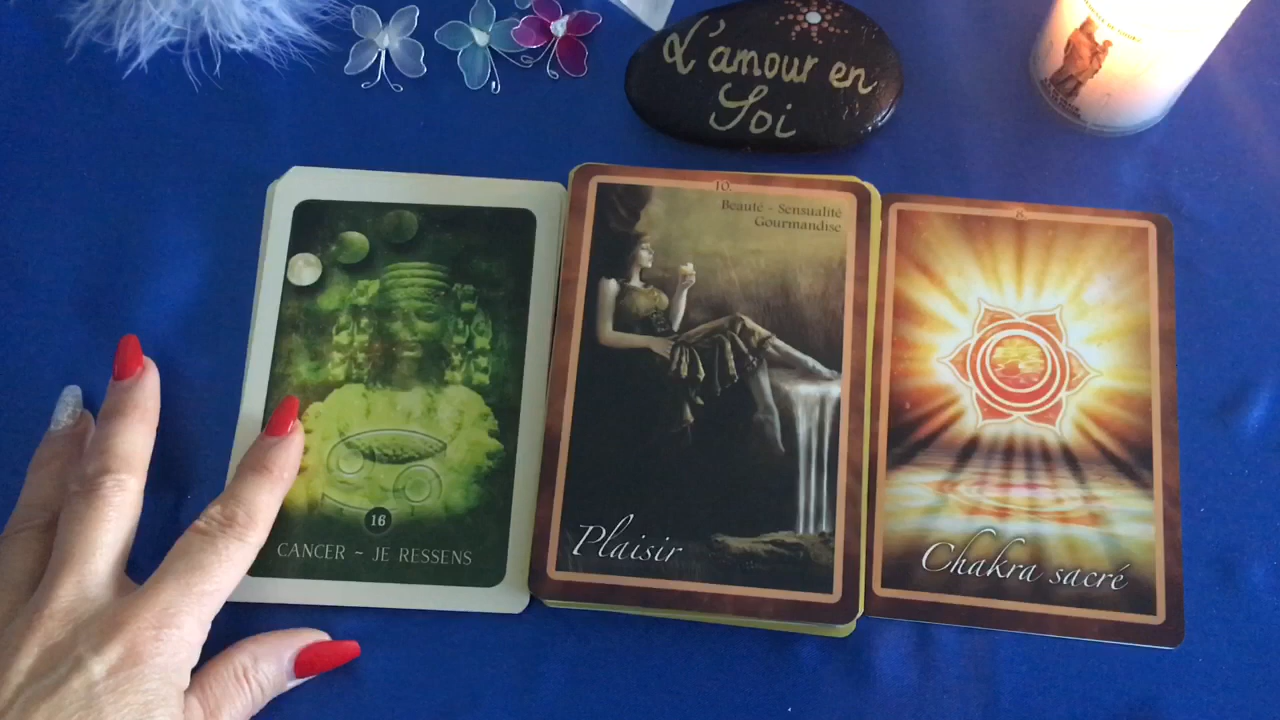 L'amour en
Soi
16
CANCER ~ JE RESSENS
10.
Beauté - Sensualité
Gourmandise
Plaisir
8.
Chakra sacré